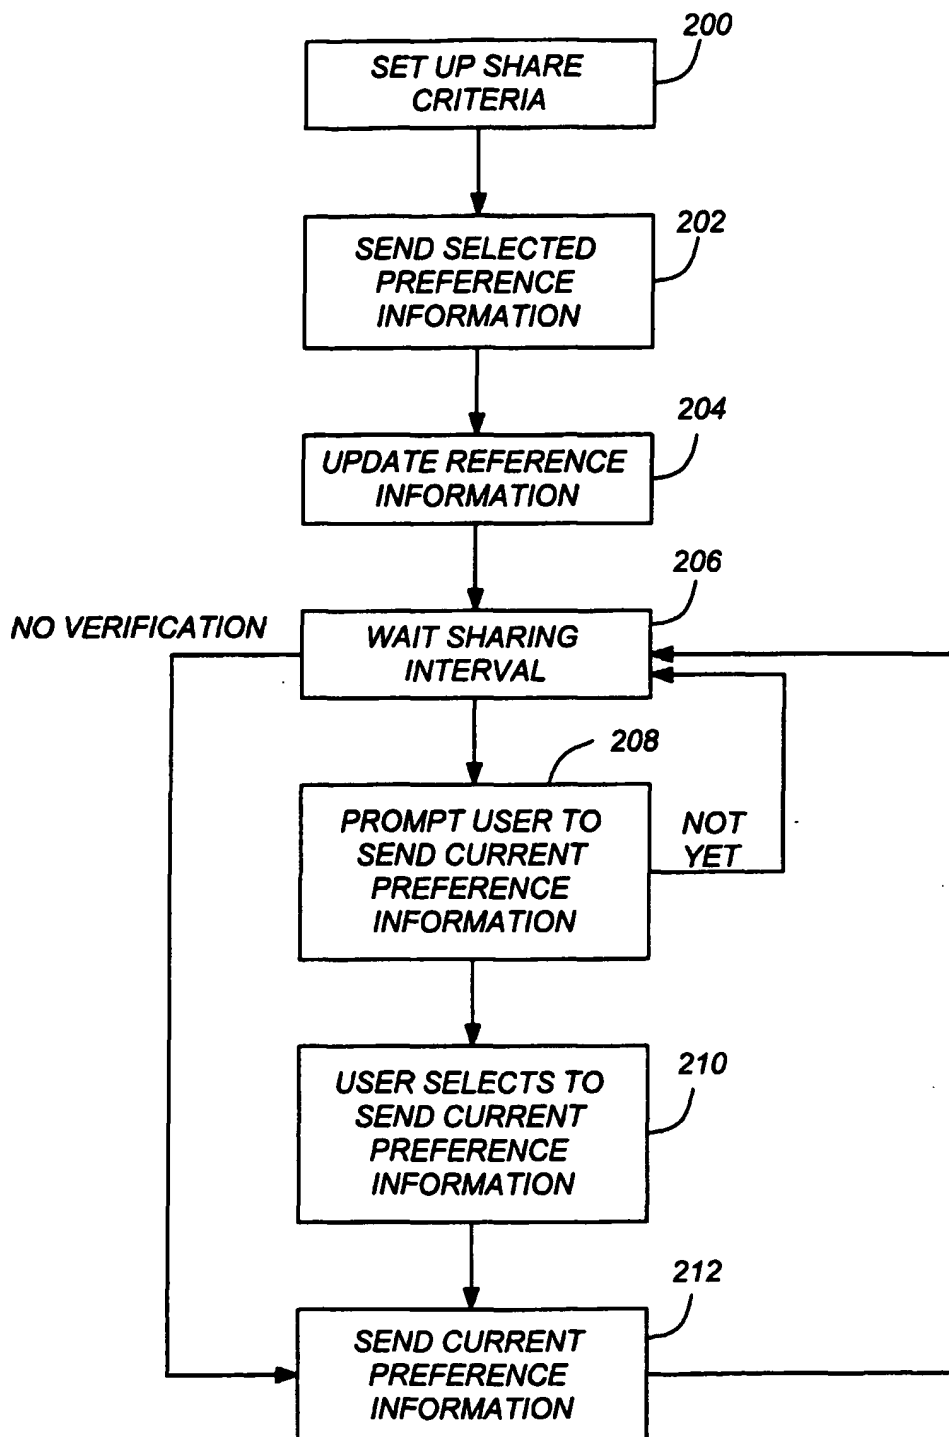 200
SET UP SHARE
CRITERIA
202
SEND SELECTED
PREFERENCE
INFORMATION
204
UPDATE REFERENCE
INFORMATION
206
NO VERIFICATION
WAIT SHARING
INTERVAL
208
PROMPT USER TO
SEND CURRENT
PREFERENCE
INFORMATION
NOT
YET
210
USER SELECTS TO
SEND CURRENT
PREFERENCE
INFORMATION
212
SEND CURRENT
PREFERENCE
INFORMATION